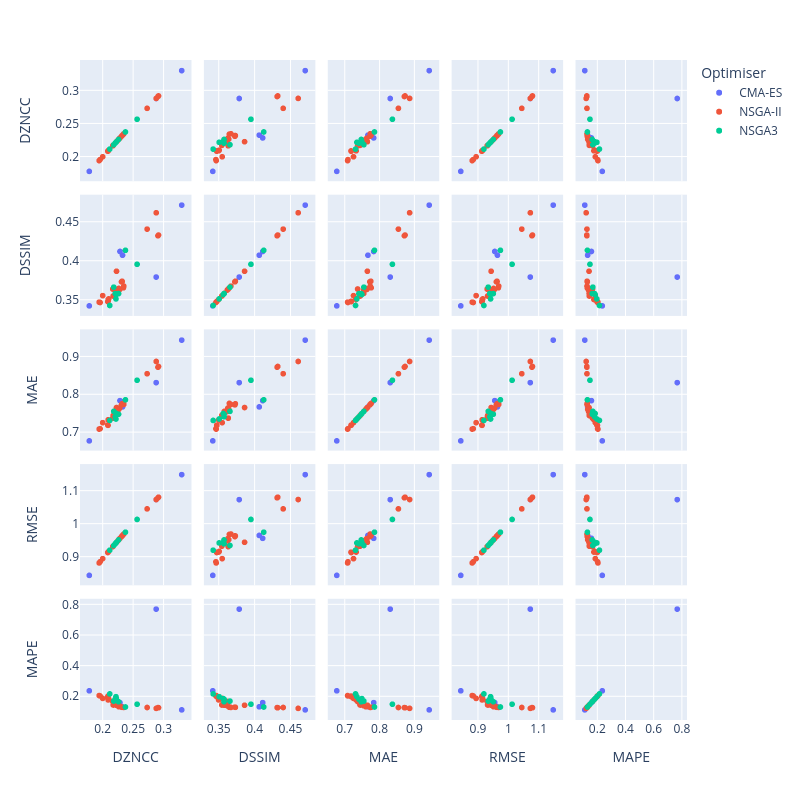 Optimiser
CMA-ES
NSGA-II
NSGA3
DZNCC
0.3
0.25
0.2
DSSIM
0.45
0.4
0.35
MAE
0.9
0.8
0.7
RMSE
1.1
1
0.9
MAPE
0.8
0.6
0.4
0.2
0.2 0.25 0.3 0.35 0.4 0.45 0.7 0.8 0.9 0.9 1 1.1 0.2 0.4 0.6 0.8
DZNCC DSSIM MAE RMSE MAPE